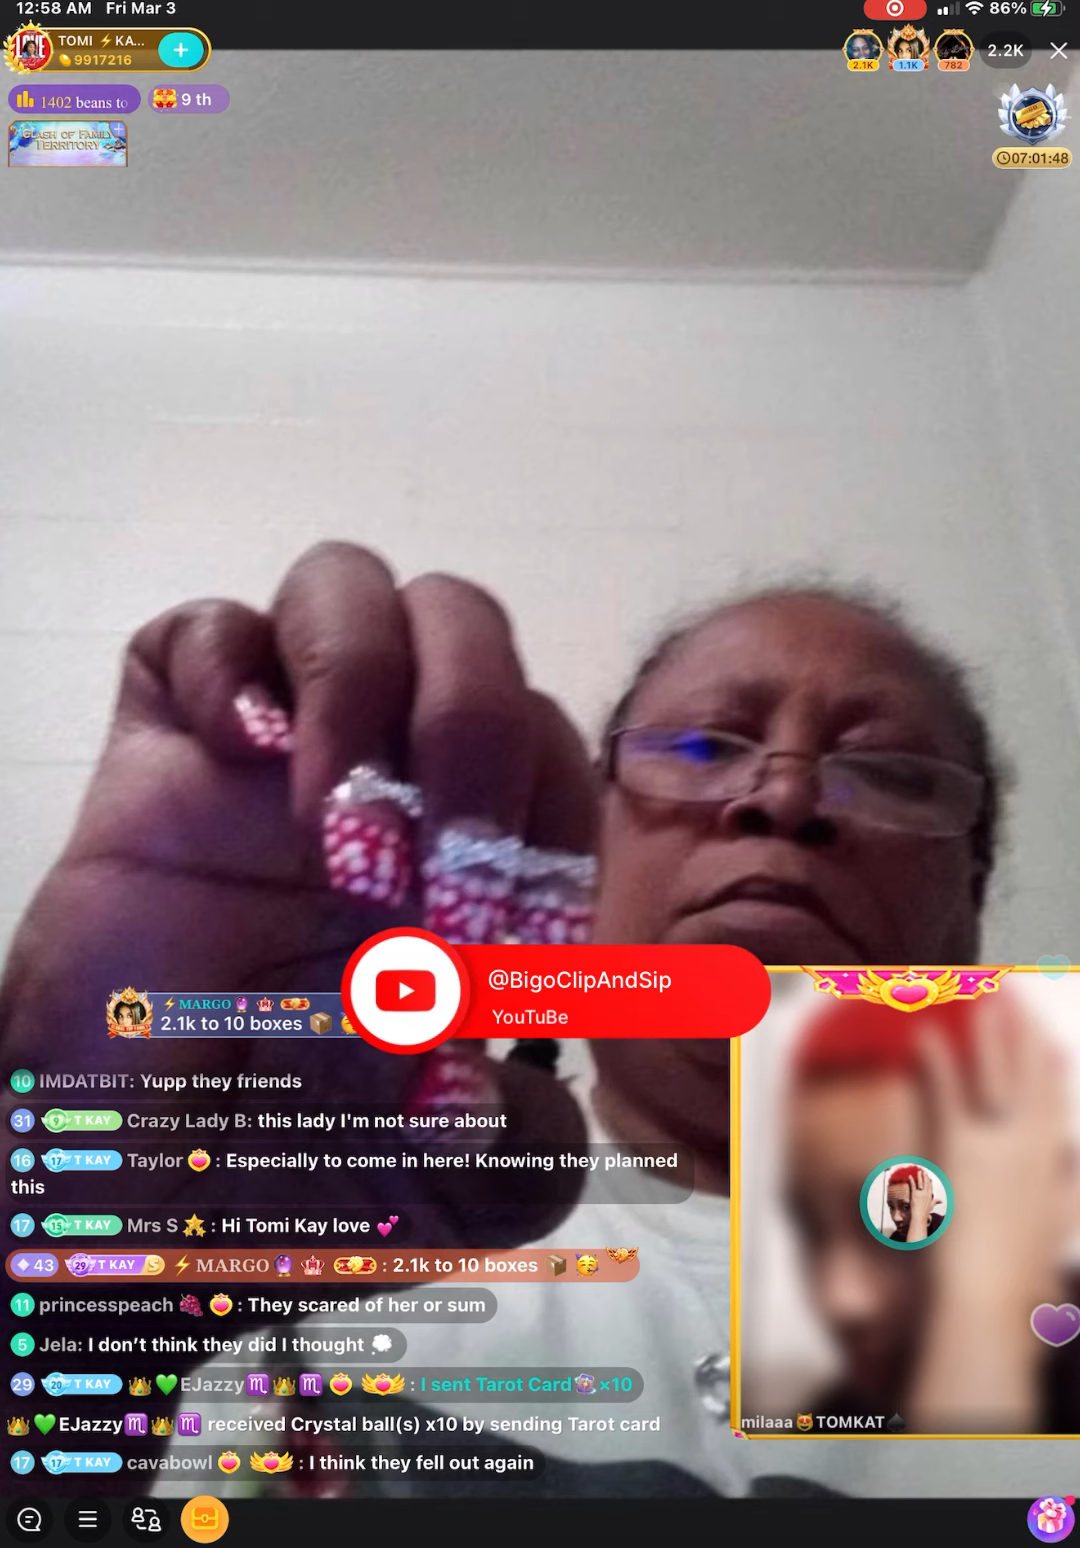 12:58 AM Fri Mar 3
86%
TOMI ⚡KA...
9917216
2.1K
1.1K
782
2.2K
1402 beans to
9 th
CLASH OF FAMILY
TERRITORY
07:01:48
@BigoClipAndSip
YouTuBe
⚡MARGO🔮
2.1k to 10 boxes 📦
10 IMDATBIT: Yupp they friends
31 T KAY Crazy Lady B: this lady I'm not sure about
16 17 T KAY Taylor : Especially to come in here! Knowing they planned
this
17 15 T KAY Mrs S : Hi Tomi Kay love 💕
43 29 T KAY S ⚡MARGO🔮 : 2.1k to 10 boxes 📦 🥳
11 princesspeach 🍇 : They scared of her or sum
5 Jela: I don't think they did I thought 💭
29 20 T KAY 👑💚EJazzy♏👑♏ : I sent Tarot Card ×10
👑💚EJazzy♏👑♏ received Crystal ball(s) x10 by sending Tarot card
17 17 T KAY cavabowl : I think they fell out again
milaaa😻TOMKAT♠